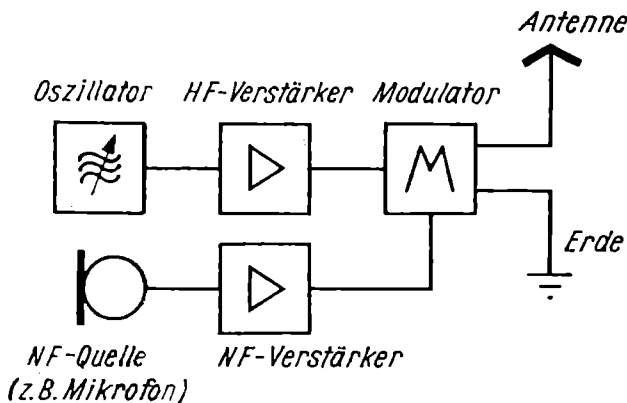 Antenne
Oszillator HF-Verstärker Modulator
Erde
NF-Quelle NF-Verstärker
(z.B. Mikrofon)